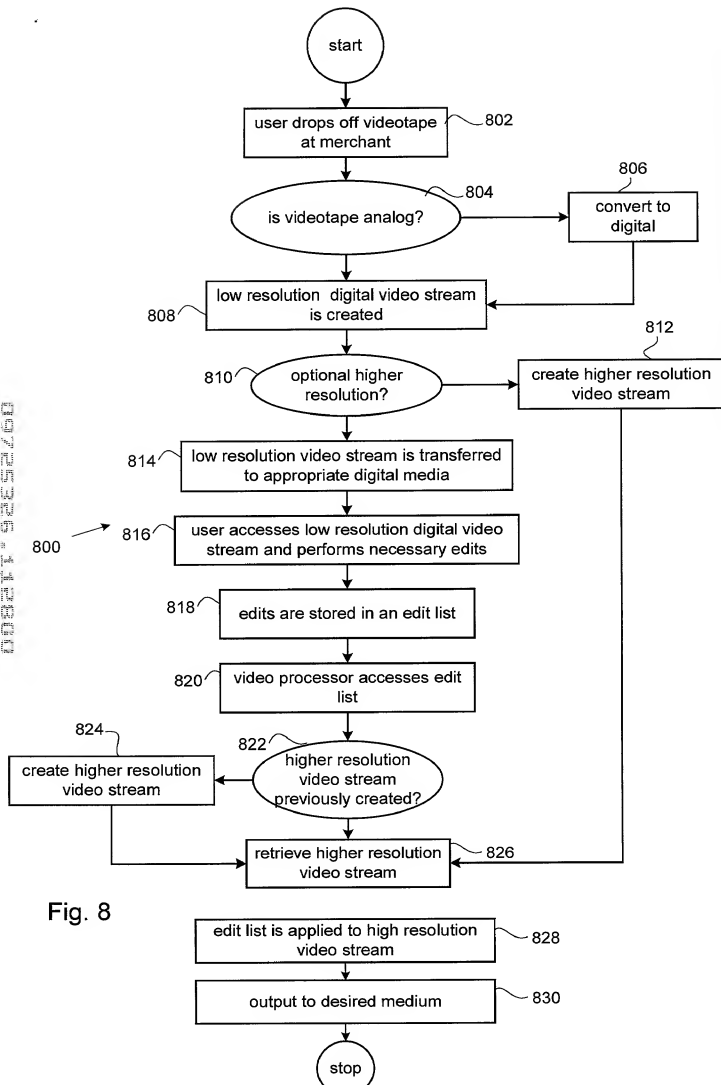 start
802
user drops off videotape
at merchant
804
is videotape analog?
806
convert to
digital
808
low resolution digital video stream
is created
810
optional higher
resolution?
812
create higher resolution
video stream
814
low resolution video stream is transferred
to appropriate digital media
800
816
user accesses low resolution digital video
stream and performs necessary edits
818
edits are stored in an edit list
820
video processor accesses edit
list
822
higher resolution
video stream
previously created?
824
create higher resolution
video stream
826
retrieve higher resolution
video stream
Fig. 8
828
edit list is applied to high resolution
video stream
830
output to desired medium
stop